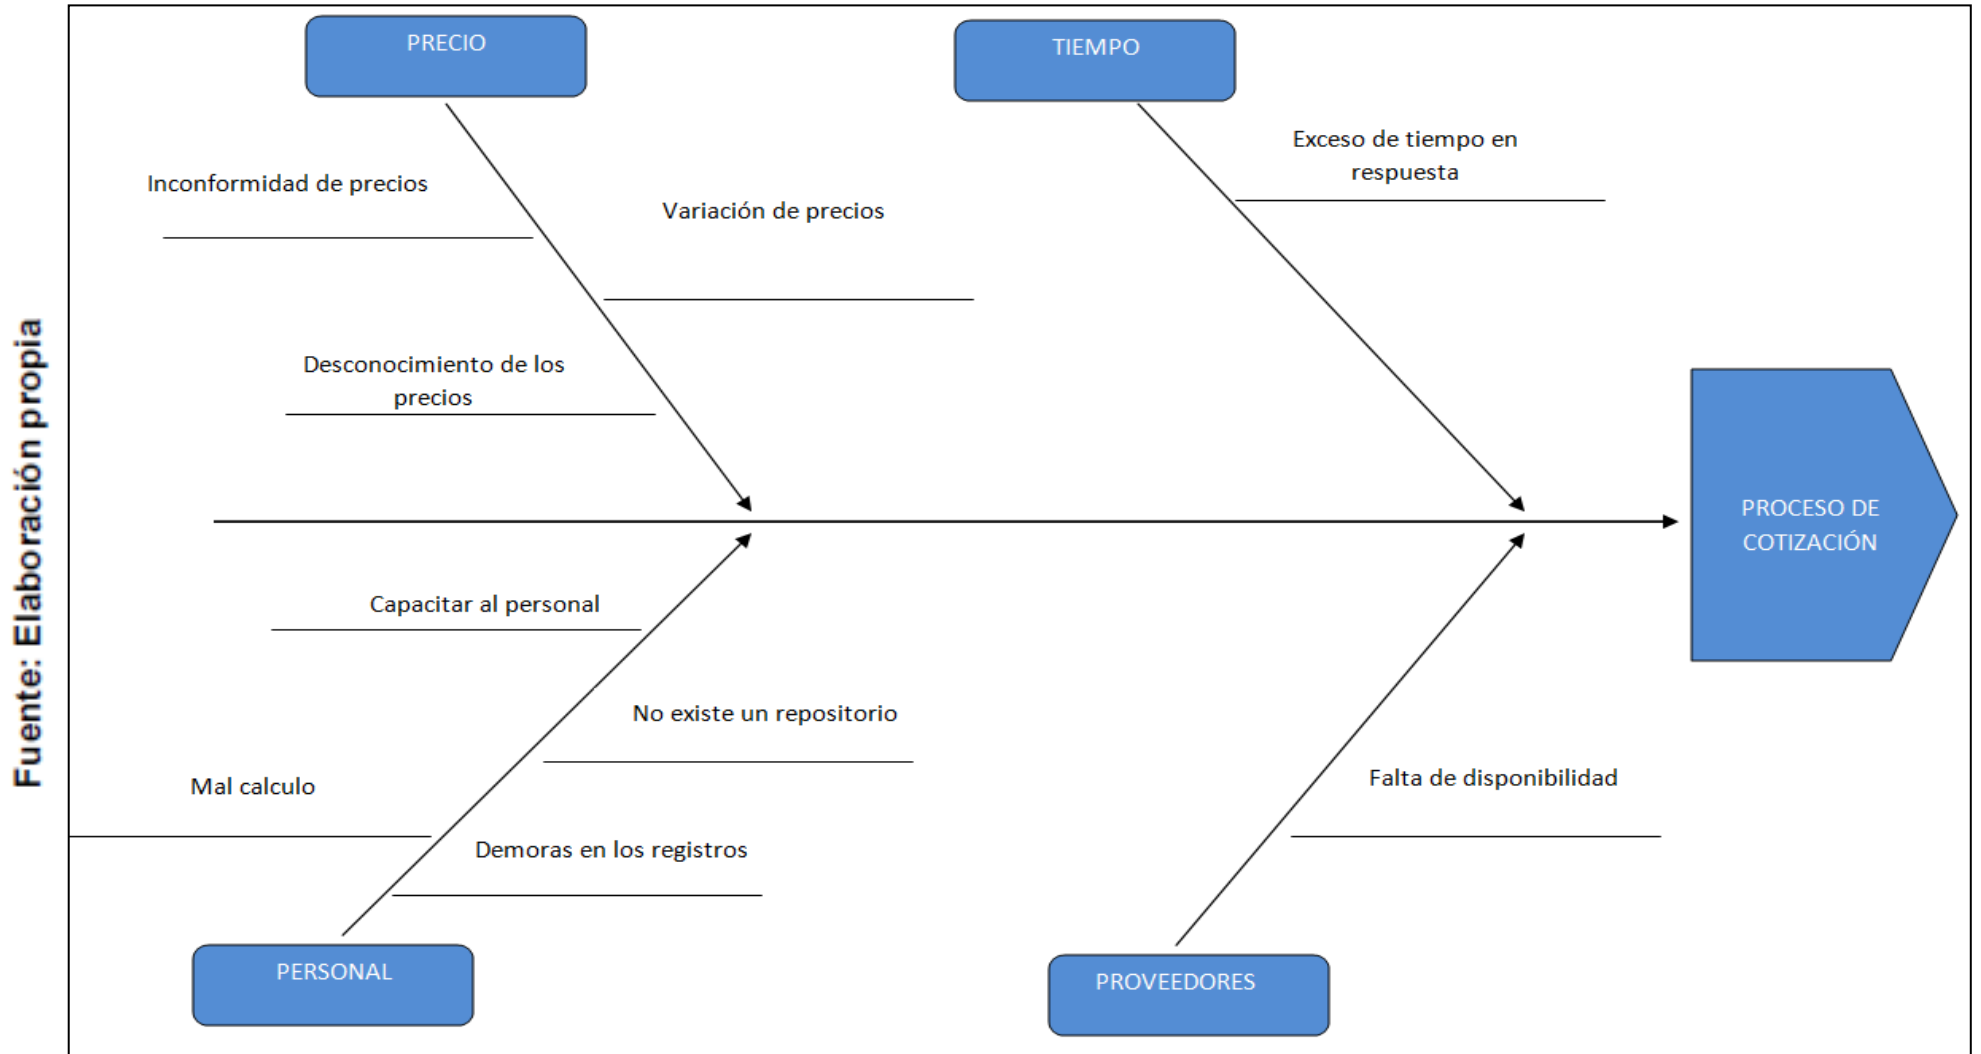 PRECIO
TIEMPO
Exceso de tiempo en
respuesta
Inconformidad de precios
Variación de precios
Desconocimiento de los
precios
PROCESO DE
COTIZACIÓN
Capacitar al personal
No existe un repositorio
Mal calculo
Falta de disponibilidad
Demoras en los registros
PERSONAL
PROVEEDORES
Fuente: Elaboración propia